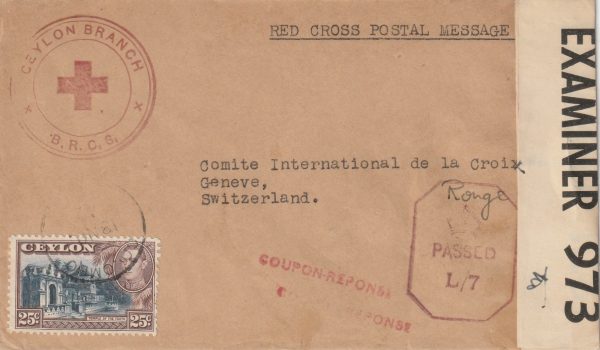 RED CROSS POSTAL MESSAGE
CEYLON BRANCH
B.R.C.S.
Comite International de la Croix
Rouge
Geneve,
Switzerland.
PASSED
L/7
COUPON-REPONSE
REPONSE
CEYLON
25c
25c
EXAMINER 973